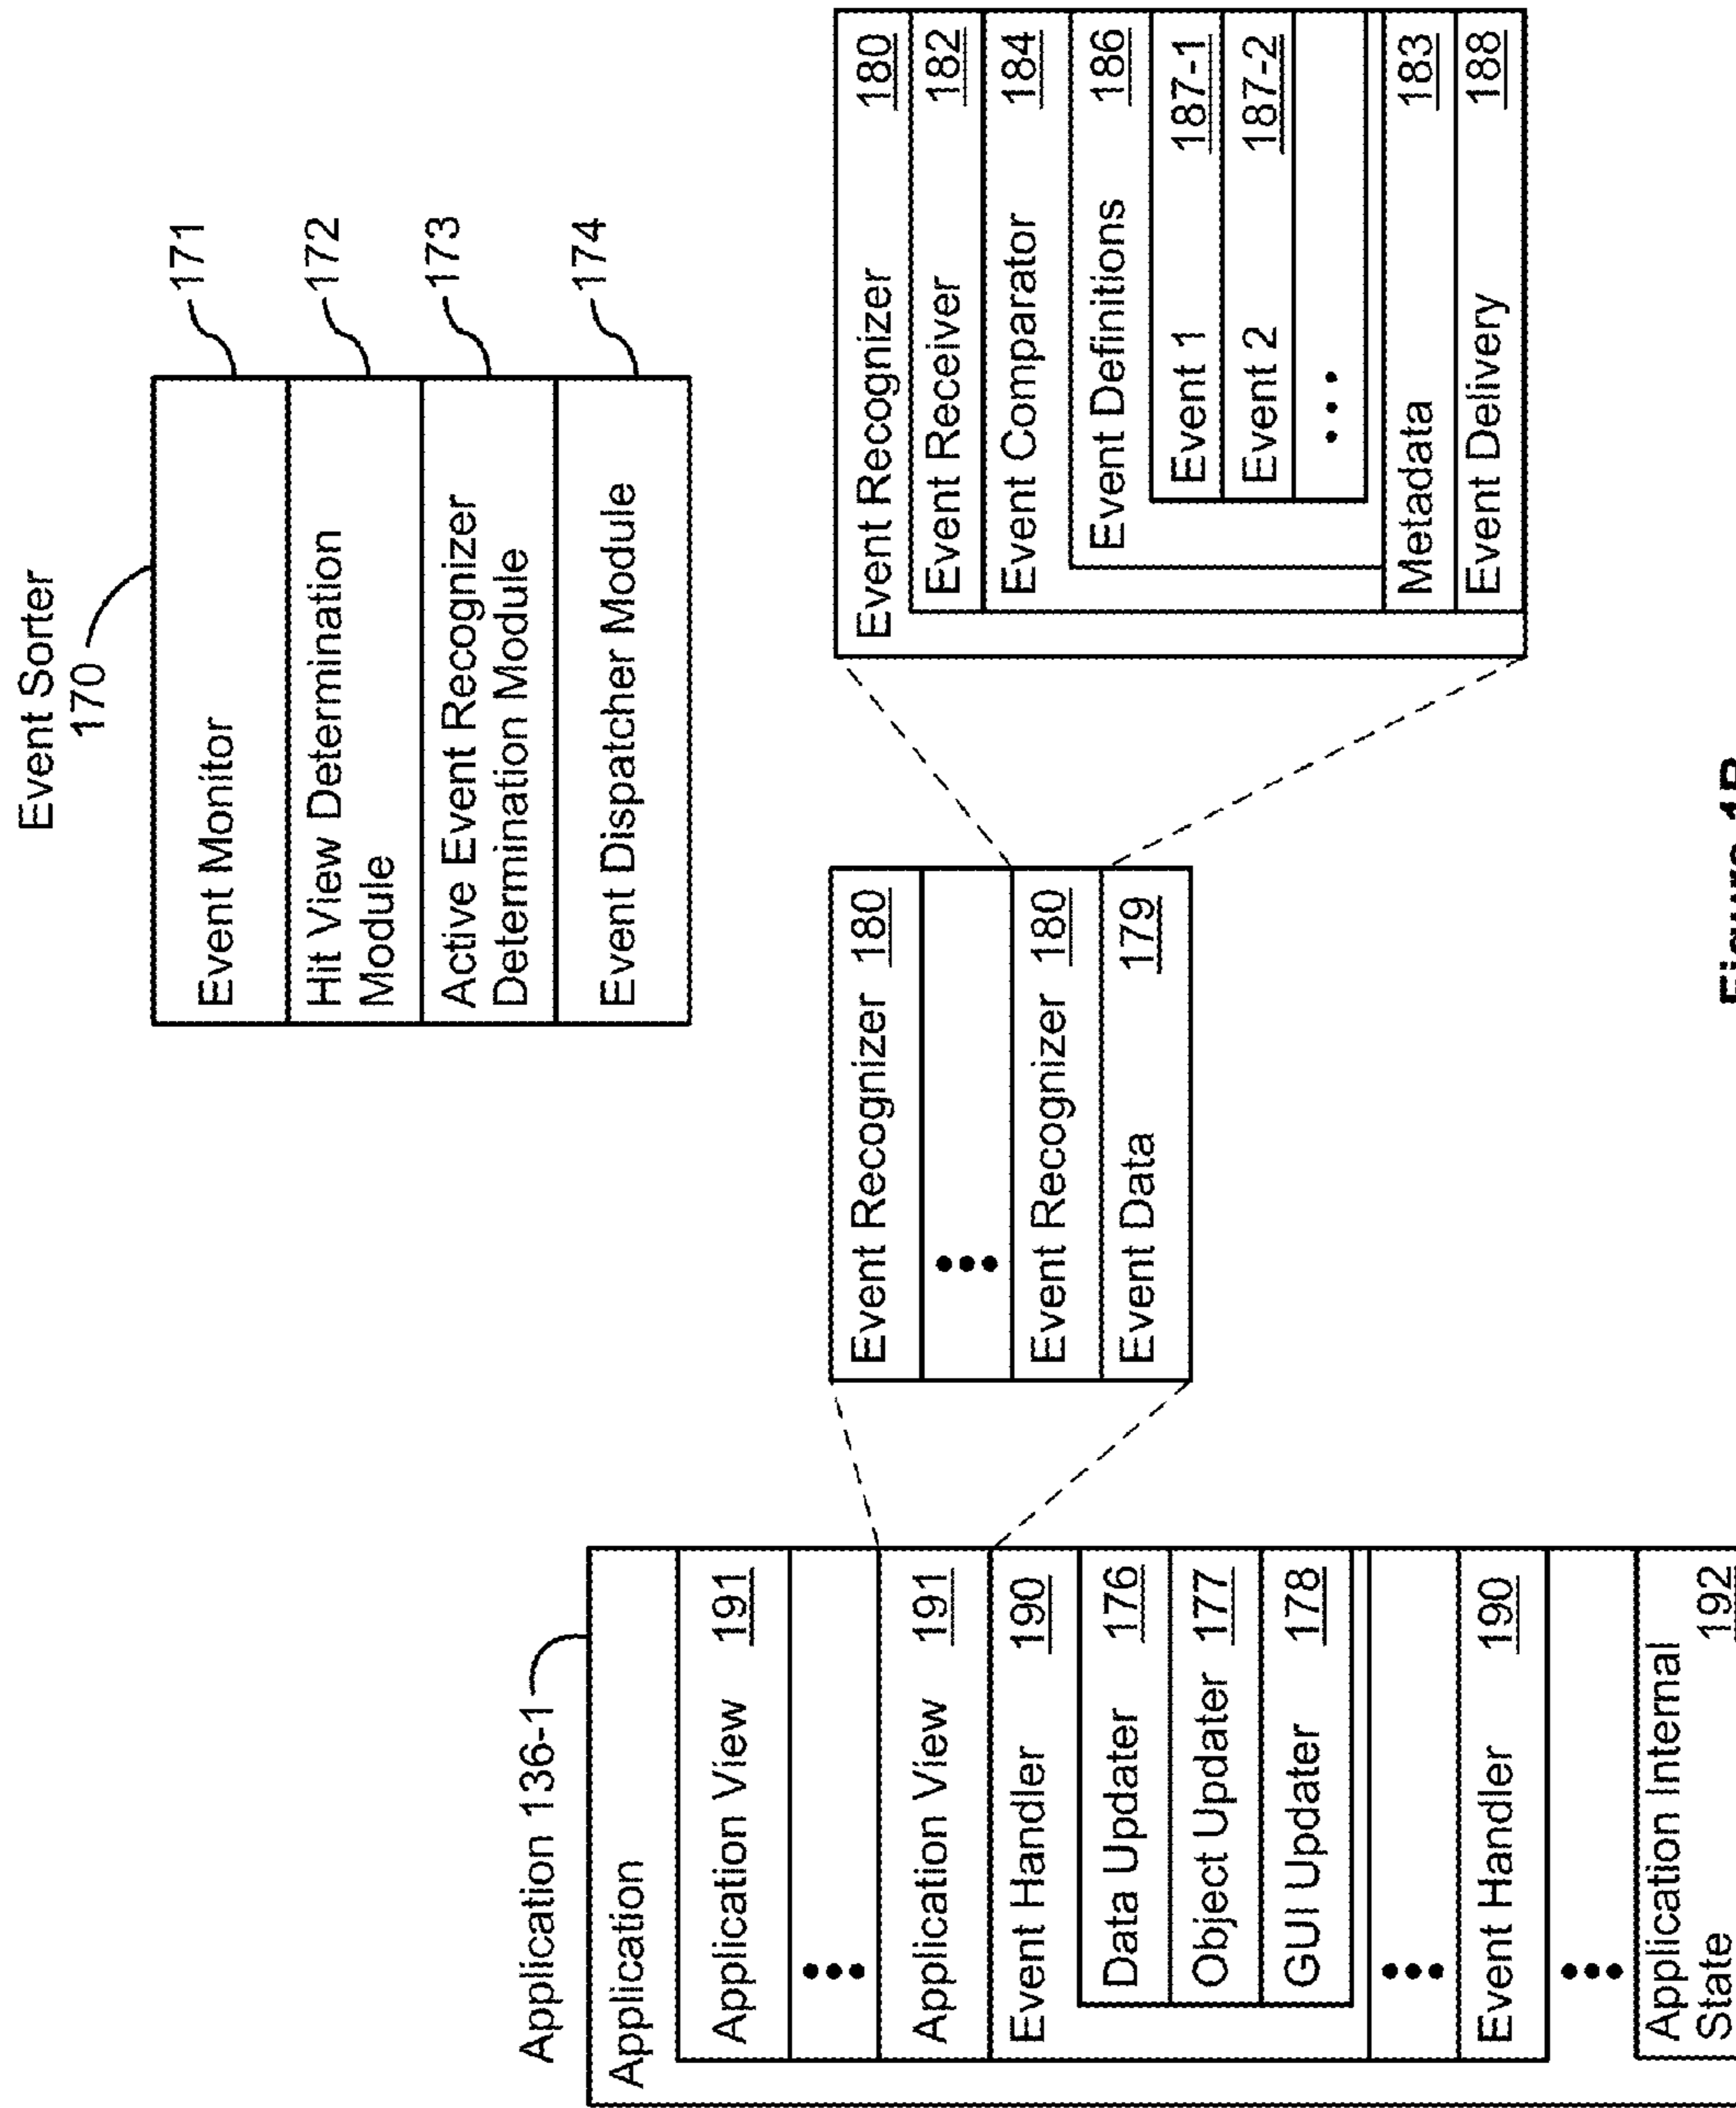 Event Sorter
170
Event Monitor
171
Hit View Determination
Module
172
Active Event Recognizer
Determination Module
173
Event Dispatcher Module
174
Application 136-1
Application
Application View 191
Application View 191
Event Handler 190
Data Updater 176
Object Updater 177
GUI Updater 178
Event Handler 190
Application Internal
State 192
Event Recognizer 180
Event Recognizer 180
Event Data 179
Event Recognizer 180
Event Receiver 182
Event Comparator 184
Event Definitions 186
Event 1 187-1
Event 2 187-2
Metadata 183
Event Delivery 188
Figure 1B